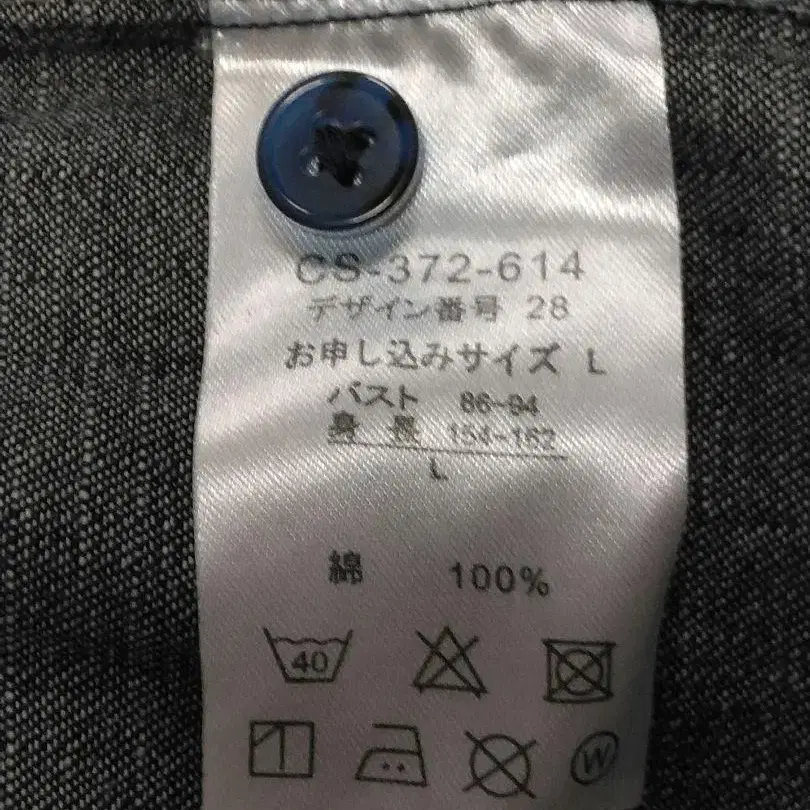 CS-372-614
デザイン番号 28
お申し込みサイズ L
バスト 86-94
身長 154-162
L
綿 100%
40
W